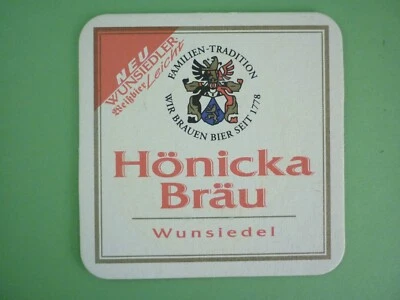 NEU
WUNSIEDLER
Weißbier Leicht
FAMILIEN-TRADITION
WIR BRAUEN BIER SEIT 1778
Hönicka
Bräu
Wunsiedel